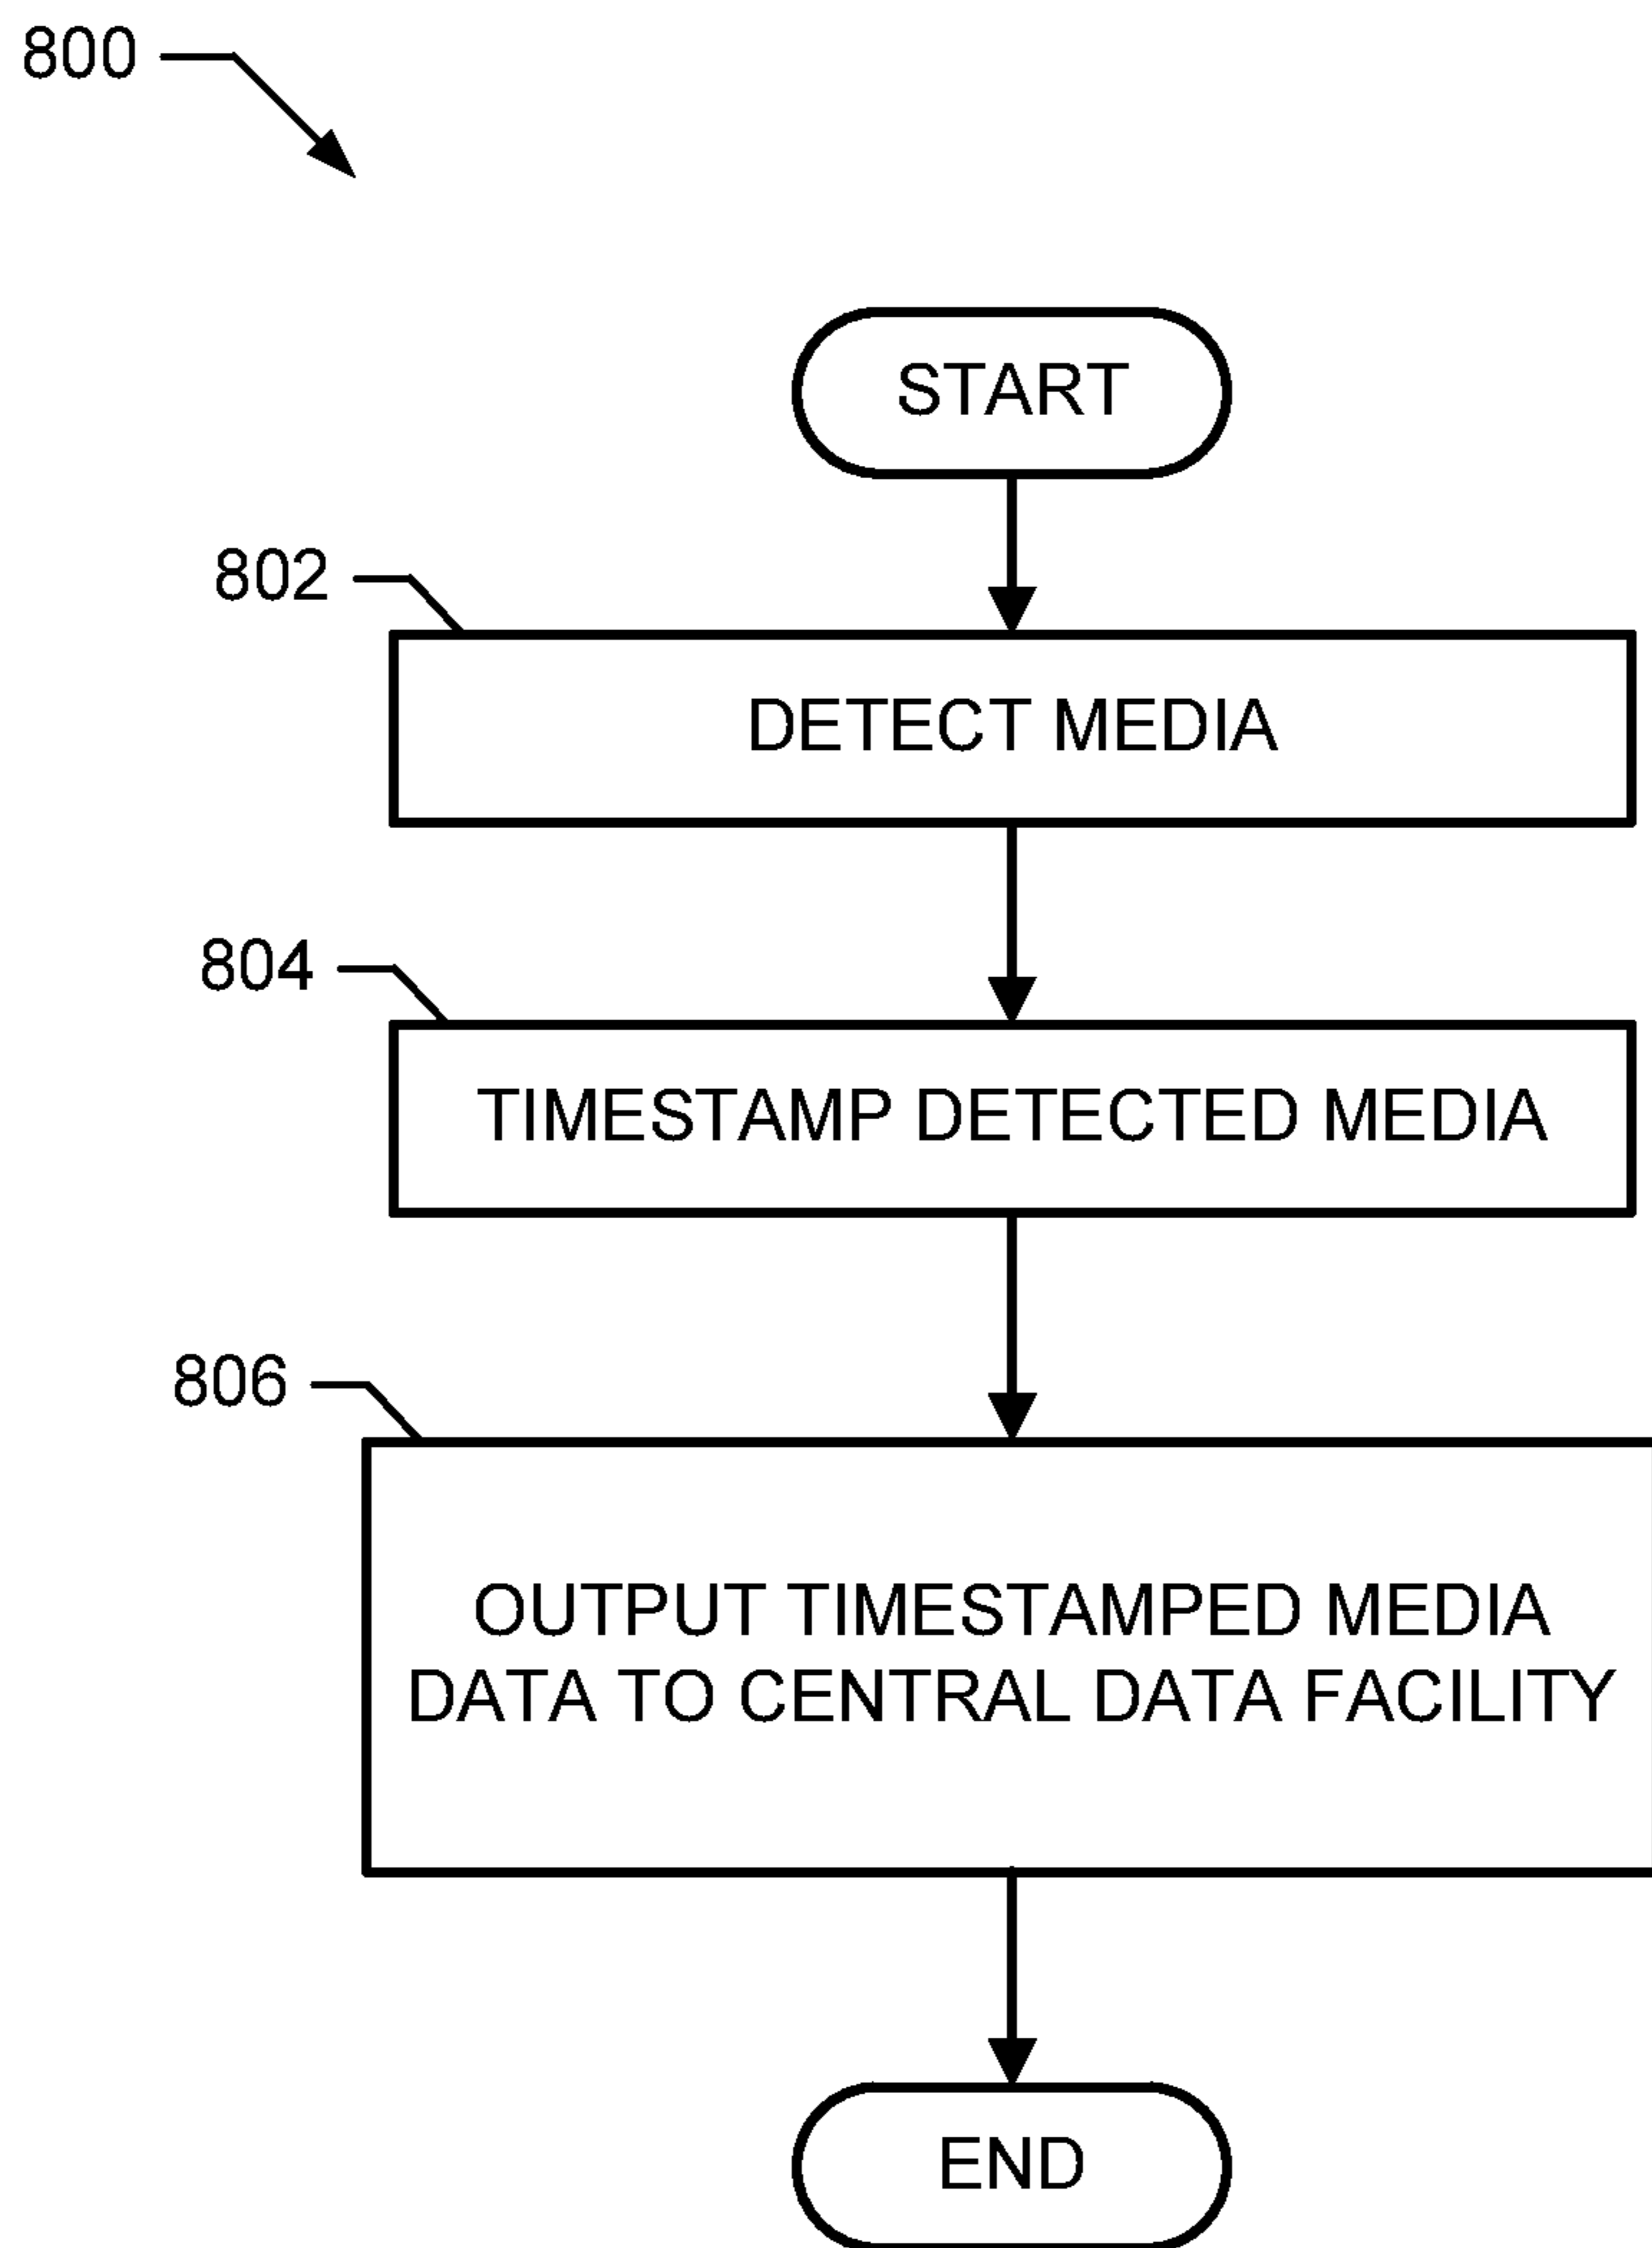 800
START
802
DETECT MEDIA
804
TIMESTAMP DETECTED MEDIA
806
OUTPUT TIMESTAMPED MEDIA
DATA TO CENTRAL DATA FACILITY
END